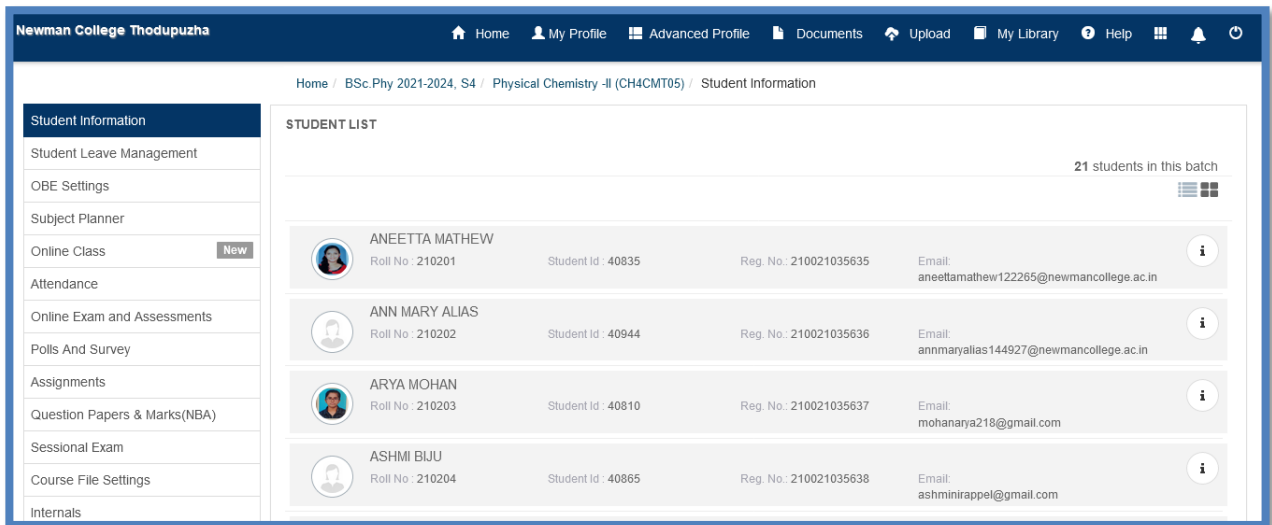 Newman College Thodupuzha
Home My Profile Advanced Profile Documents Upload My Library Help
Home / BSc.Phy 2021-2024, S4 / Physical Chemistry -II (CH4CMT05) / Student Information
Student Information
Student Leave Management
OBE Settings
Subject Planner
Online Class New
Attendance
Online Exam and Assessments
Polls And Survey
Assignments
Question Papers & Marks(NBA)
Sessional Exam
Course File Settings
Internals
STUDENT LIST
21 students in this batch
ANEETTA MATHEW
Roll No : 210201 Student Id : 40835 Reg. No.: 210021035635 Email:
aneettamathew122265@newmancollege.ac.in
ANN MARY ALIAS
Roll No : 210202 Student Id : 40944 Reg. No.: 210021035636 Email:
annmaryalias144927@newmancollege.ac.in
ARYA MOHAN
Roll No : 210203 Student Id : 40810 Reg. No.: 210021035637 Email:
mohanarya218@gmail.com
ASHMI BIJU
Roll No : 210204 Student Id : 40865 Reg. No.: 210021035638 Email:
ashminirappel@gmail.com